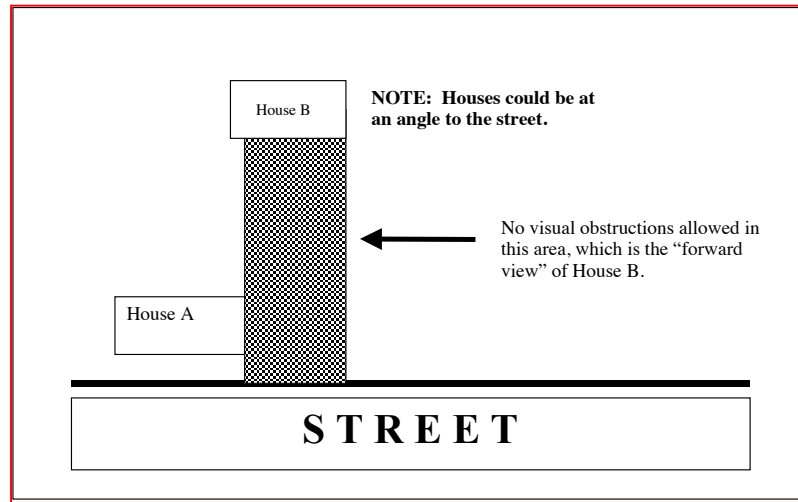 House B
NOTE: Houses could be at
an angle to the street.
No visual obstructions allowed in
this area, which is the “forward
view” of House B.
House A
S T R E E T